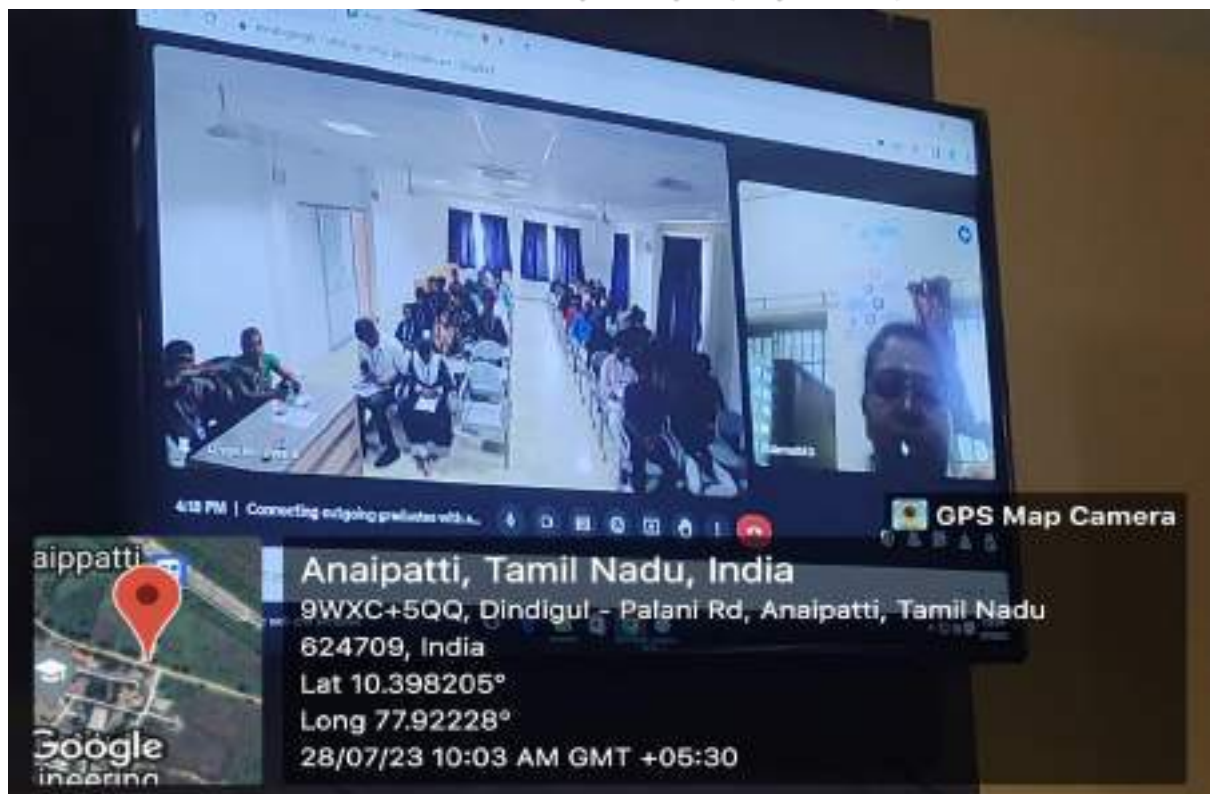 4:18 PM | Connecting outgoing graduates with a...
GPS Map Camera
aippatti
Google
ineering
Anaipatti, Tamil Nadu, India
9WXC+5QQ, Dindigul - Palani Rd, Anaipatti, Tamil Nadu
624709, India
Lat 10.398205°
Long 77.92228°
28/07/23 10:03 AM GMT +05:30